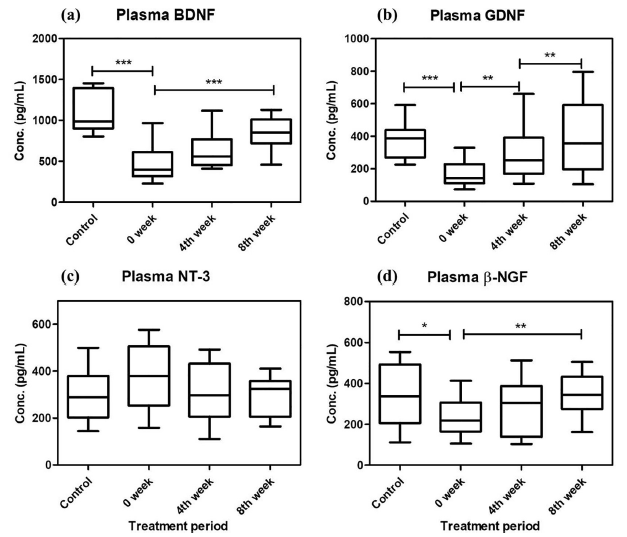 (a) Plasma BDNF
Conc. (pg/mL)
2000
1500
1000
500
0
***
***
Control
0 week
4th week
8th week
(b) Plasma GDNF
Conc. (pg/mL)
1000
800
600
400
200
0
***
**
**
Control
0 week
4th week
8th week
(c) Plasma NT-3
Conc. (pg/mL)
600
400
200
0
Control
0 week
4th week
8th week
Treatment period
(d) Plasma β-NGF
Conc. (pg/mL)
800
600
400
200
0
*
**
Control
0 week
4th week
8th week
Treatment period